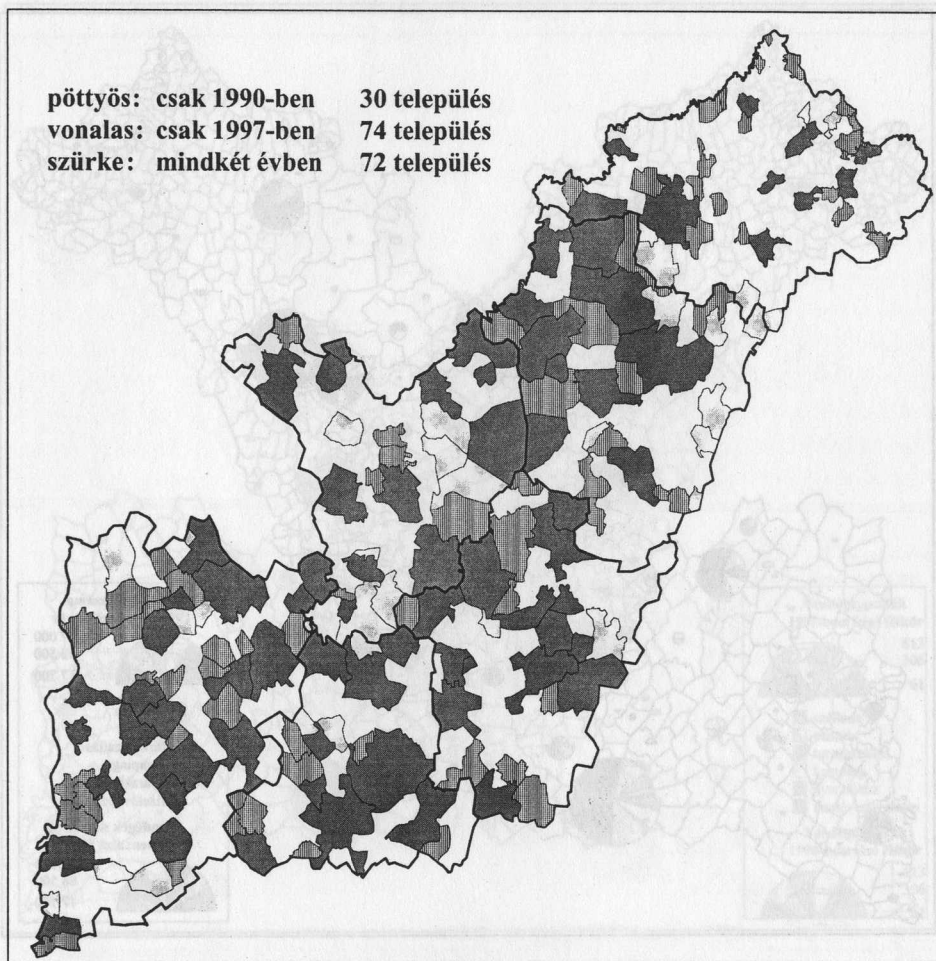 pöttyös: csak 1990-ben 30 település
vonalas: csak 1997-ben 74 település
szürke: mindkét évben 72 település